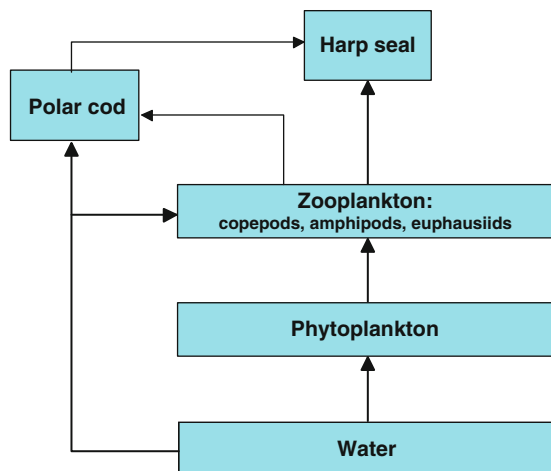 Harp seal
Polar cod
Zooplankton:
copepods, amphipods, euphausiids
Phytoplankton
Water